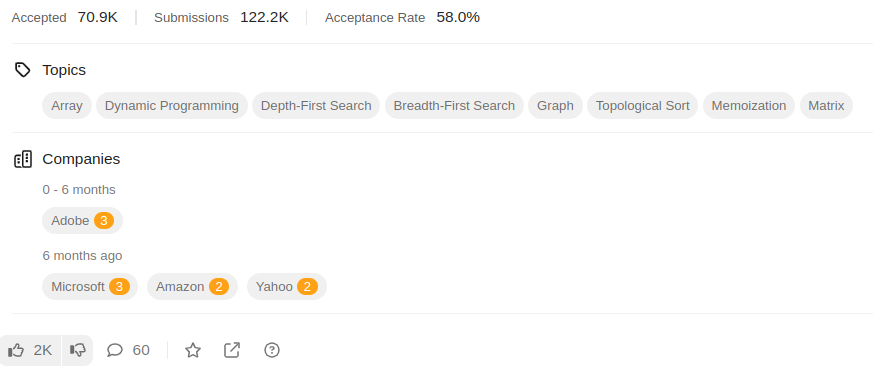 Accepted 70.9K Submissions 122.2K Acceptance Rate 58.0%
Topics
Array Dynamic Programming Depth-First Search Breadth-First Search Graph Topological Sort Memoization Matrix
Companies
0 - 6 months
Adobe 3
6 months ago
Microsoft 3 Amazon 2 Yahoo 2
2K 60